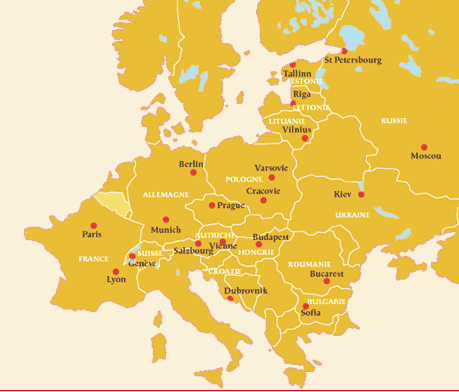 St Petersbourg
Tallinn
ESTONIE
Riga
LETTONIE
RUSSIE
LITUANIE
Vilnius
Moscou
Berlin
Varsovie
POLOGNE
Cracovie
ALLEMAGNE
Kiev
Prague
UKRAINE
Paris
Munich
AUTRICHE
Budapest
Salzbourg
Vienne
SUISSE
HONGRIE
FRANCE
Genève
ROUMANIE
CROATIE
Lyon
Bucarest
Dubrovnik
BULGARIE
Sofia